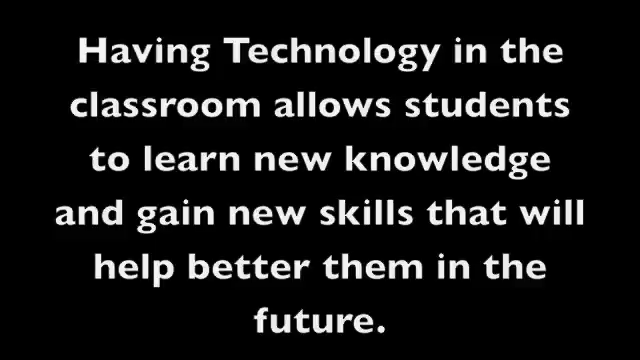 Having Technology in the
classroom allows students
to learn new knowledge
and gain new skills that will
help better them in the
future.